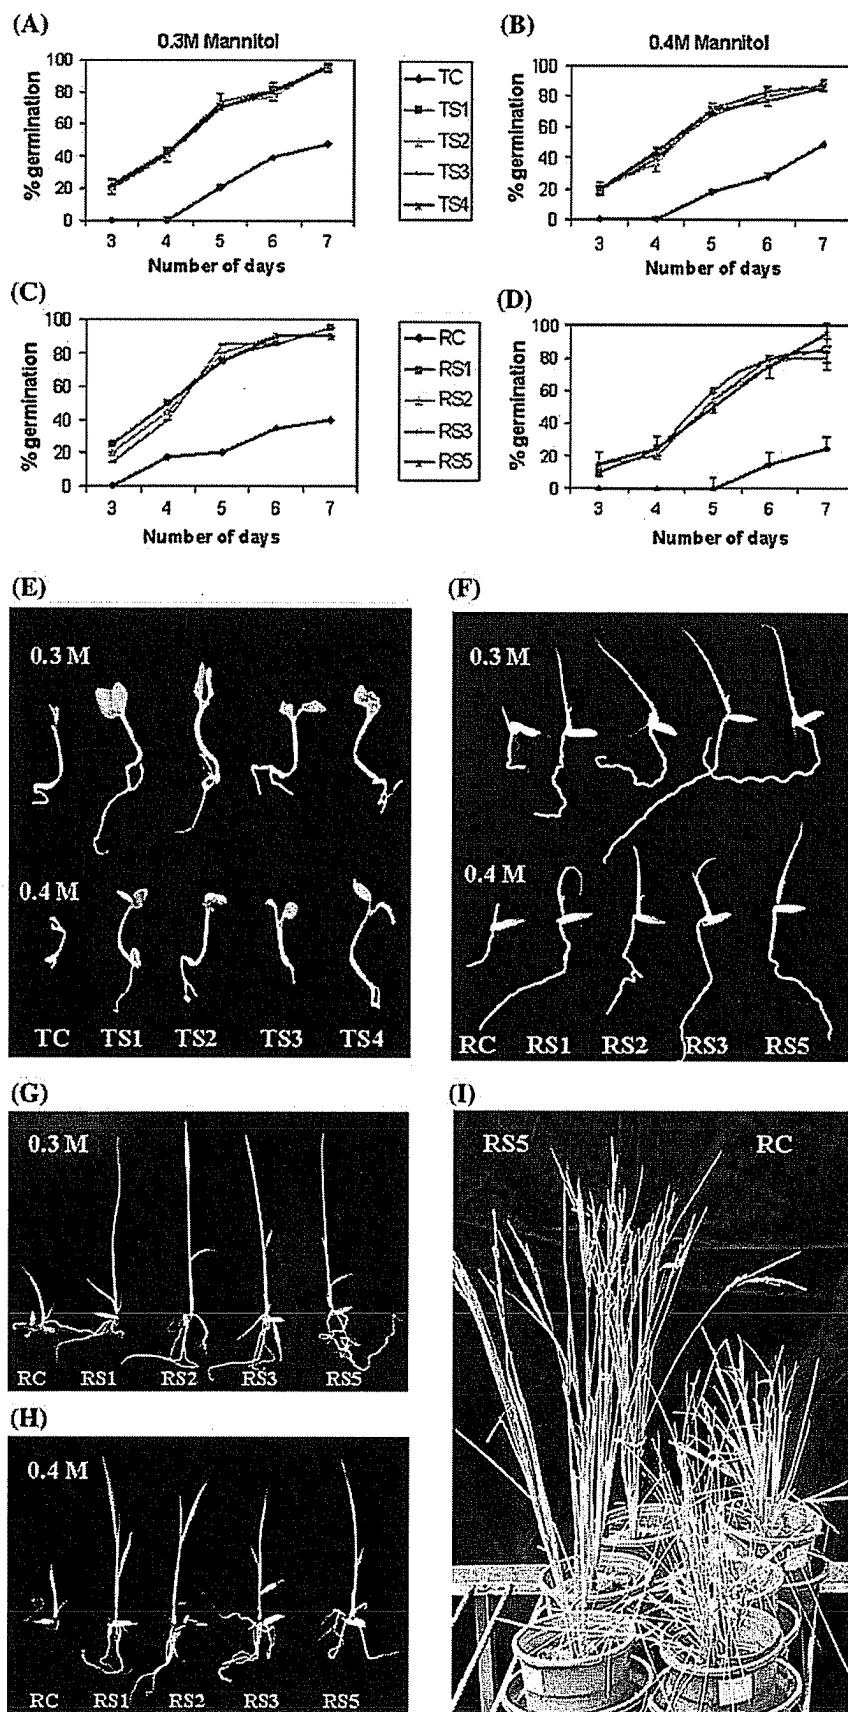 (A)
0.3M Mannitol
(B)
0.4M Mannitol
% germination
100
80
60
40
20
0
3 4 5 6 7
Number of days
TC
TS1
TS2
TS3
TS4
% germination
100
80
60
40
20
0
3 4 5 6 7
Number of days
(C)
% germination
100
80
60
40
20
0
3 4 5 6 7
Number of days
RC
RS1
RS2
RS3
RS5
(D)
% germination
100
80
60
40
20
0
3 4 5 6 7
Number of days
(E)
0.3 M
0.4 M
TC TS1 TS2 TS3 TS4
(F)
0.3 M
0.4 M
RC RS1 RS2 RS3 RS5
(G)
0.3 M
RC RS1 RS2 RS3 RS5
(H)
0.4 M
RC RS1 RS2 RS3 RS5
(I)
RS5 RC